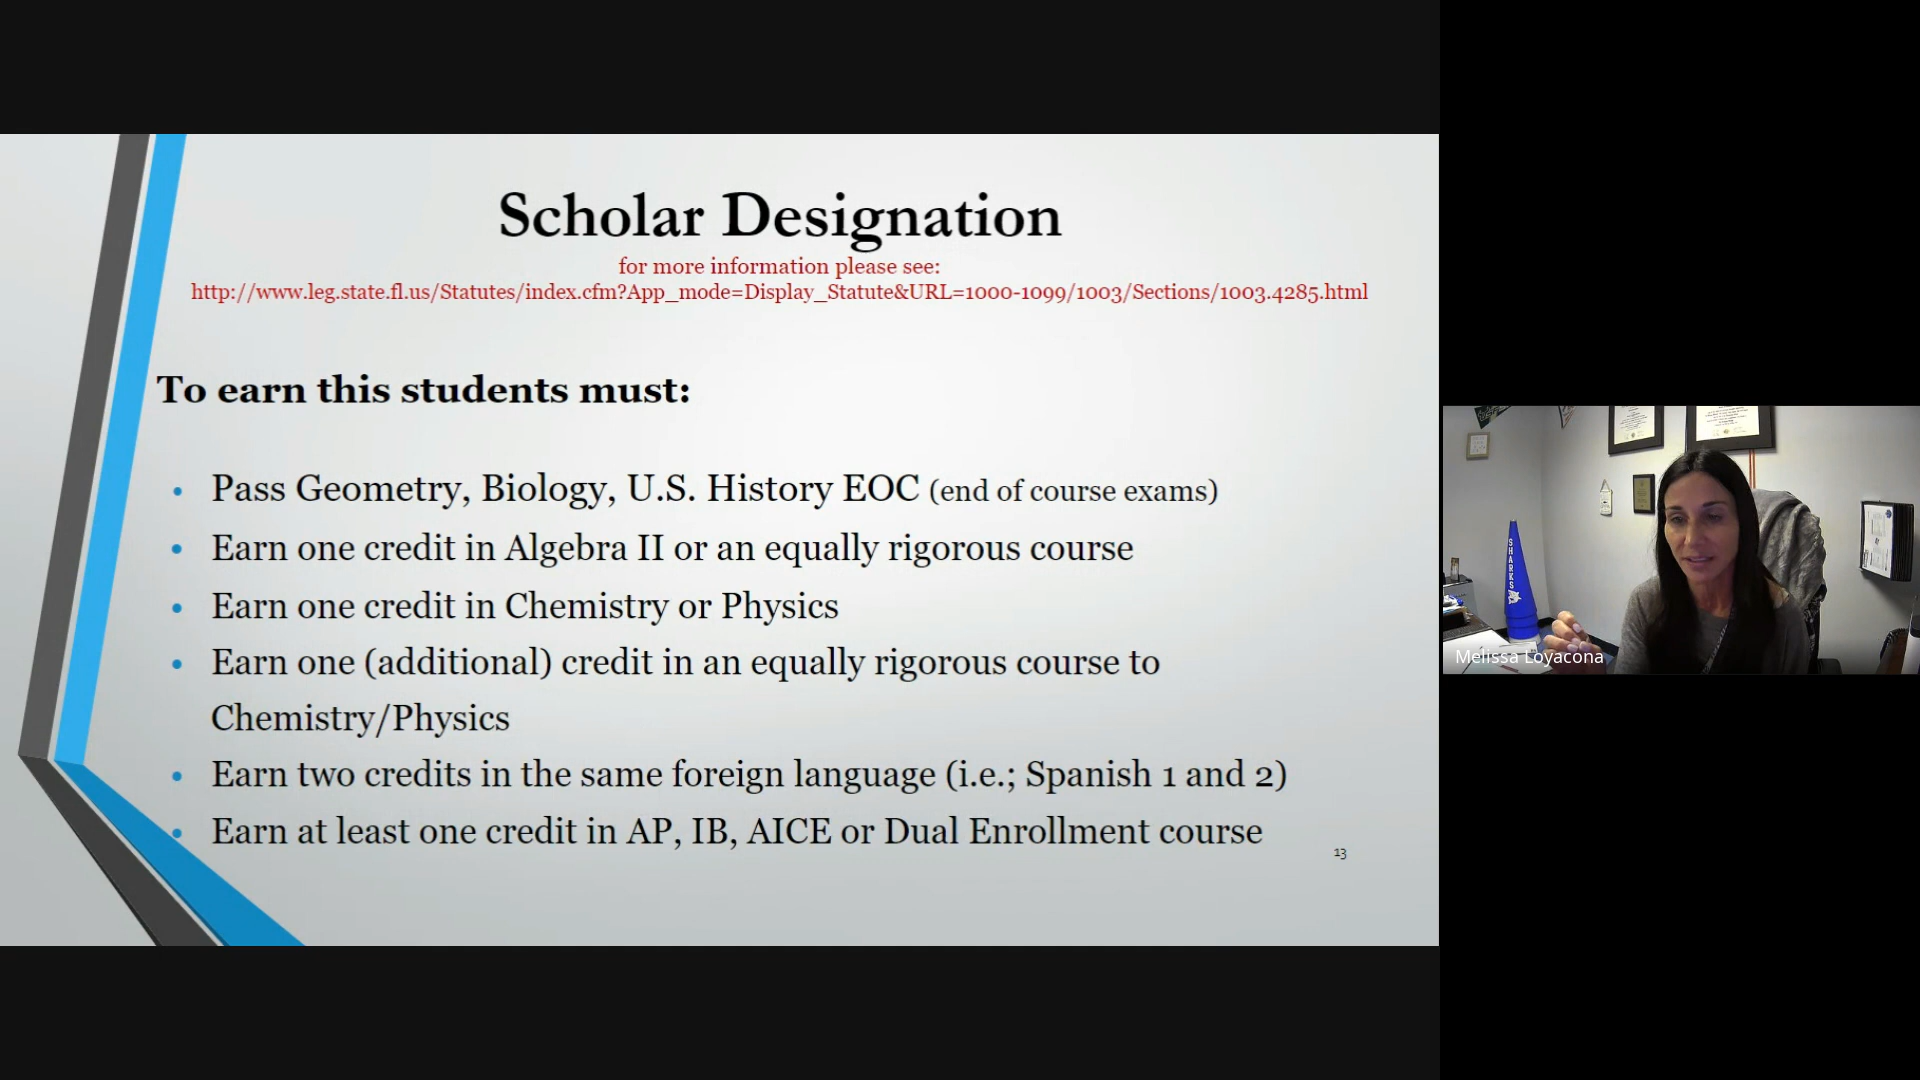 Scholar Designation
for more information please see:
http://www.leg.state.fl.us/Statutes/index.cfm?App_mode=Display_Statute&URL=1000-1099/1003/Sections/1003.4285.html
To earn this students must:
• Pass Geometry, Biology, U.S. History EOC (end of course exams)
• Earn one credit in Algebra II or an equally rigorous course
• Earn one credit in Chemistry or Physics
• Earn one (additional) credit in an equally rigorous course to
Chemistry/Physics
• Earn two credits in the same foreign language (i.e.; Spanish 1 and 2)
• Earn at least one credit in AP, IB, AICE or Dual Enrollment course
13
SHARKS
Melissa Loyacona